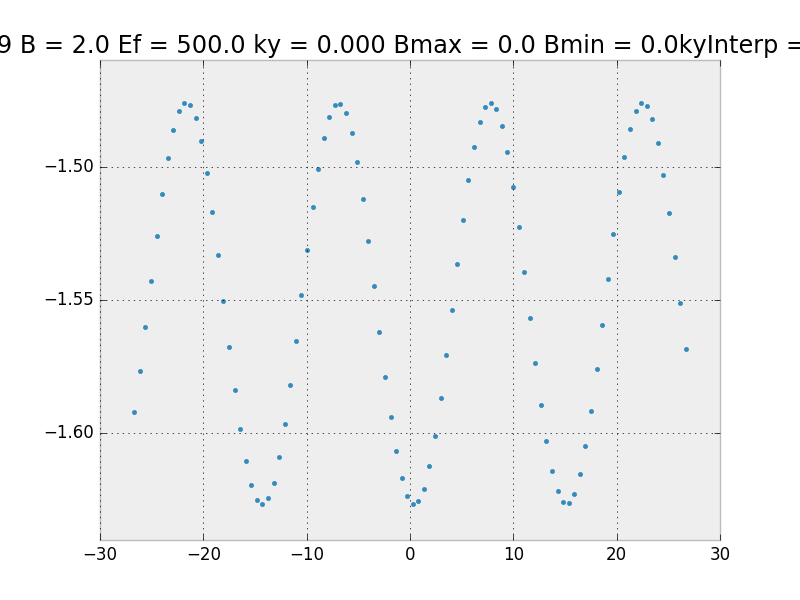 9 B = 2.0 Ef = 500.0 ky = 0.000 Bmax = 0.0 Bmin = 0.0kyInterp =
−1.50
−1.55
−1.60
−30 −20 −10 0 10 20 30